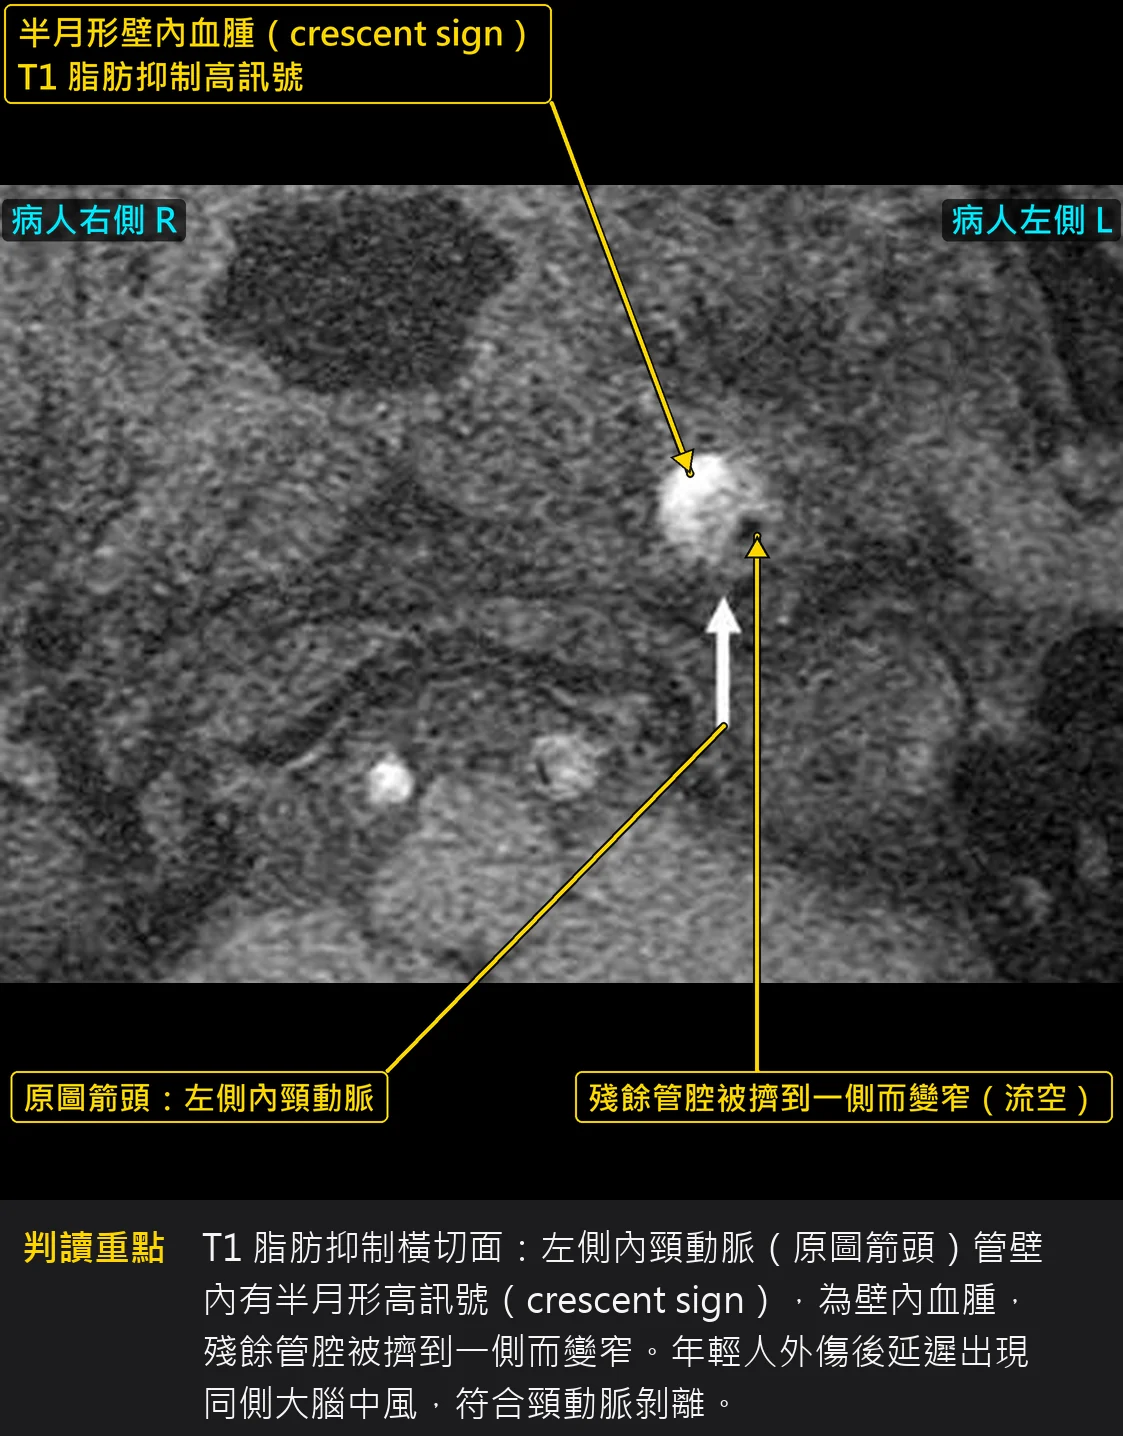 半月形壁內血腫（crescent sign）
T1 脂肪抑制高訊號
病人右側 R
病人左側 L
原圖箭頭：左側內頸動脈
殘餘管腔被擠到一側而變窄（流空）
判讀重點
T1 脂肪抑制橫切面：左側內頸動脈（原圖箭頭）管壁
內有半月形高訊號（crescent sign），為壁內血腫，
殘餘管腔被擠到一側而變窄。年輕人外傷後延遲出現
同側大腦中風，符合頸動脈剝離。